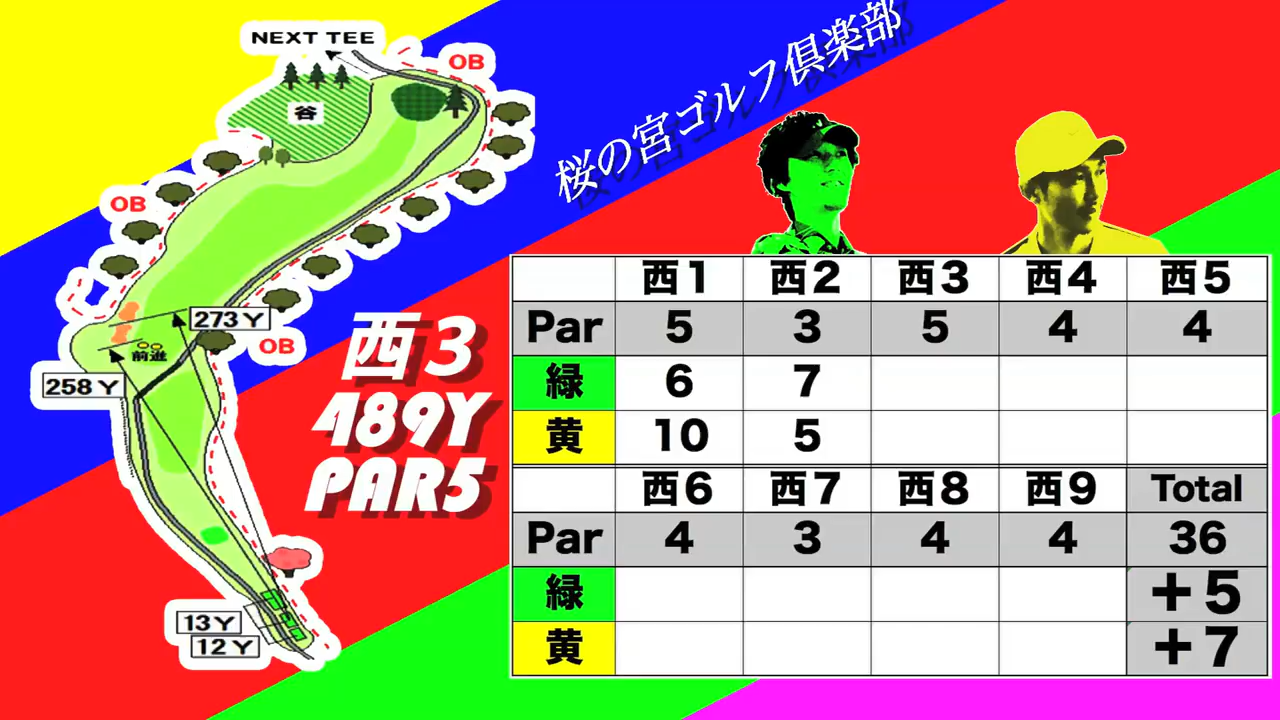 NEXT TEE
OB
谷
OB
273Y
前進
OB
258Y
13Y
12Y
西3
489Y
PAR5
桜の宮ゴルフ倶楽部
西1 西2 西3 西4 西5
Par 5 3 5 4 4
緑 6 7
黄 10 5
西6 西7 西8 西9 Total
Par 4 3 4 4 36
緑 +5
黄 +7